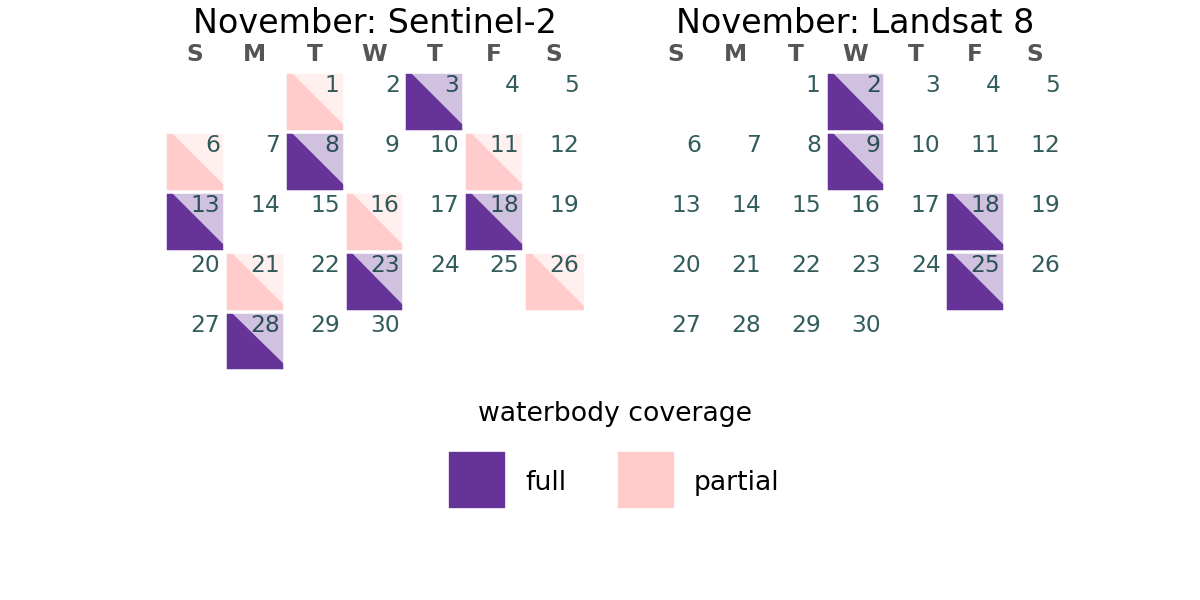 November: Sentinel-2
S M T W T F S
1 2 3 4 5
6 7 8 9 10 11 12
13 14 15 16 17 18 19
20 21 22 23 24 25 26
27 28 29 30
November: Landsat 8
S M T W T F S
1 2 3 4 5
6 7 8 9 10 11 12
13 14 15 16 17 18 19
20 21 22 23 24 25 26
27 28 29 30
waterbody coverage
full partial